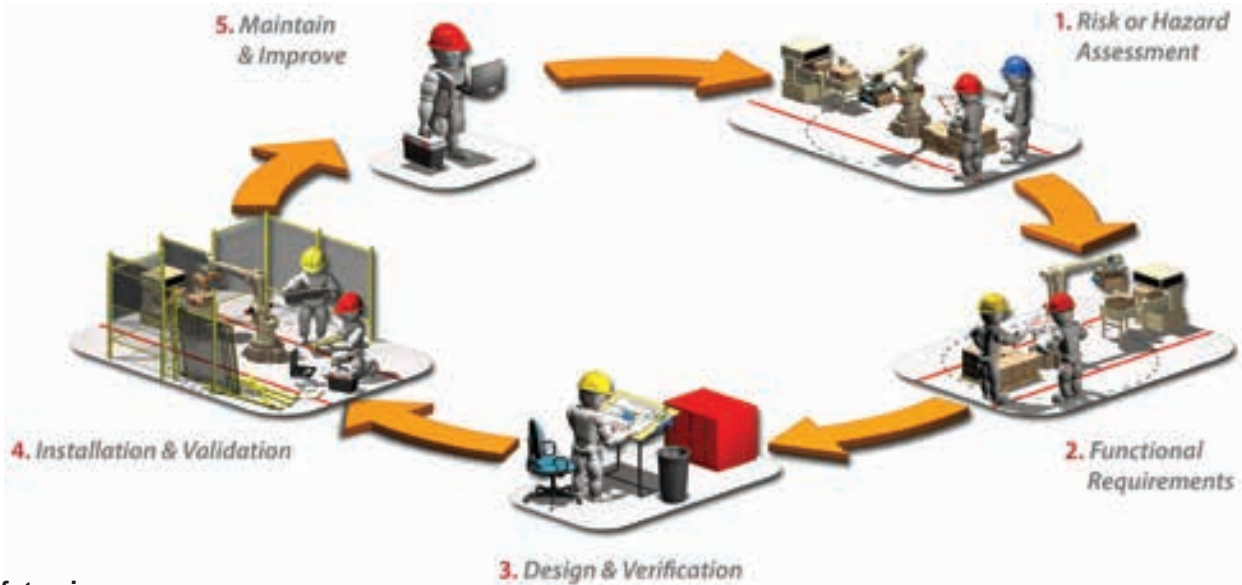 1. Risk or Hazard
Assessment
2. Functional
Requirements
3. Design & Verification
4. Installation & Validation
5. Maintain
& Improve